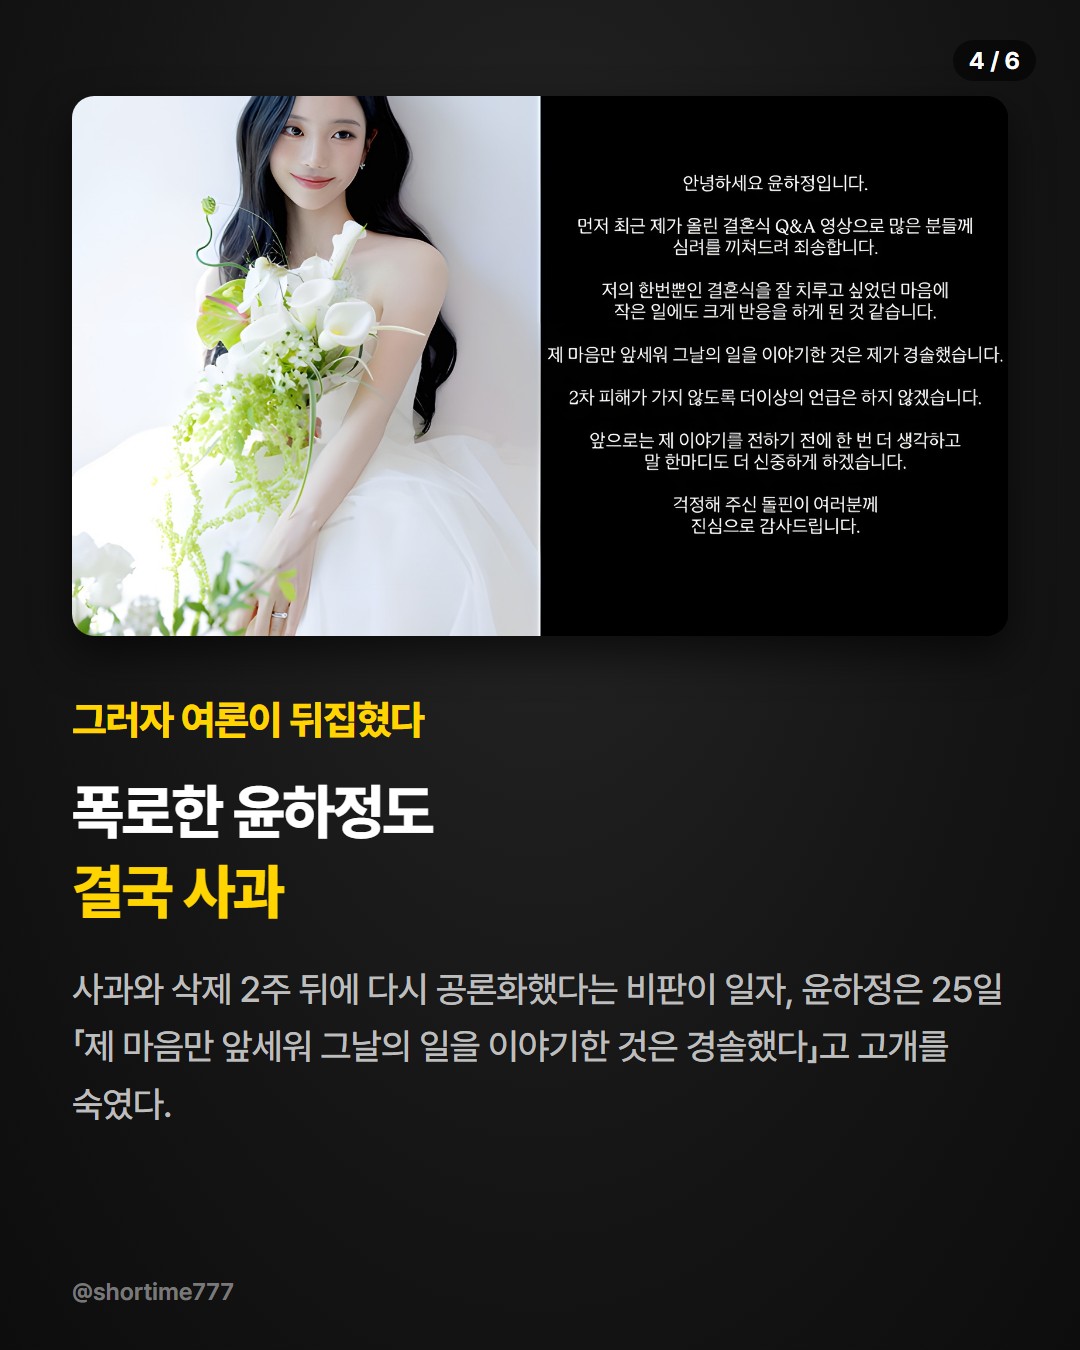 4 / 6
안녕하세요 윤하정입니다.
먼저 최근 제가 올린 결혼식 Q&A 영상으로 많은 분들께
심려를 끼쳐드려 죄송합니다.
저의 한번뿐인 결혼식을 잘 치루고 싶었던 마음에
작은 일에도 크게 반응을 하게 된 것 같습니다.
제 마음만 앞세워 그날의 일을 이야기한 것은 제가 경솔했습니다.
2차 피해가 가지 않도록 더이상의 언급은 하지 않겠습니다.
앞으로는 제 이야기를 전하기 전에 한 번 더 생각하고
말 한마디도 더 신중하게 하겠습니다.
걱정해 주신 돌핀이 여러분께
진심으로 감사드립니다.
그러자 여론이 뒤집혔다
폭로한 윤하정도
결국 사과
사과와 삭제 2주 뒤에 다시 공론화했다는 비판이 일자, 윤하정은 25일
「제 마음만 앞세워 그날의 일을 이야기한 것은 경솔했다」고 고개를
숙였다.
@shortime777